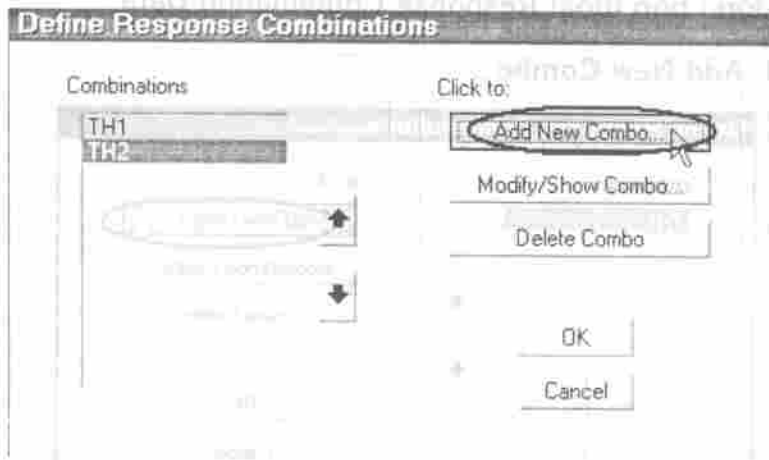 Define Response Combinations
Combinations
Click to:
TH1
TH2
Add New Combo...
Modify/Show Combo...
Delete Combo
OK
Cancel